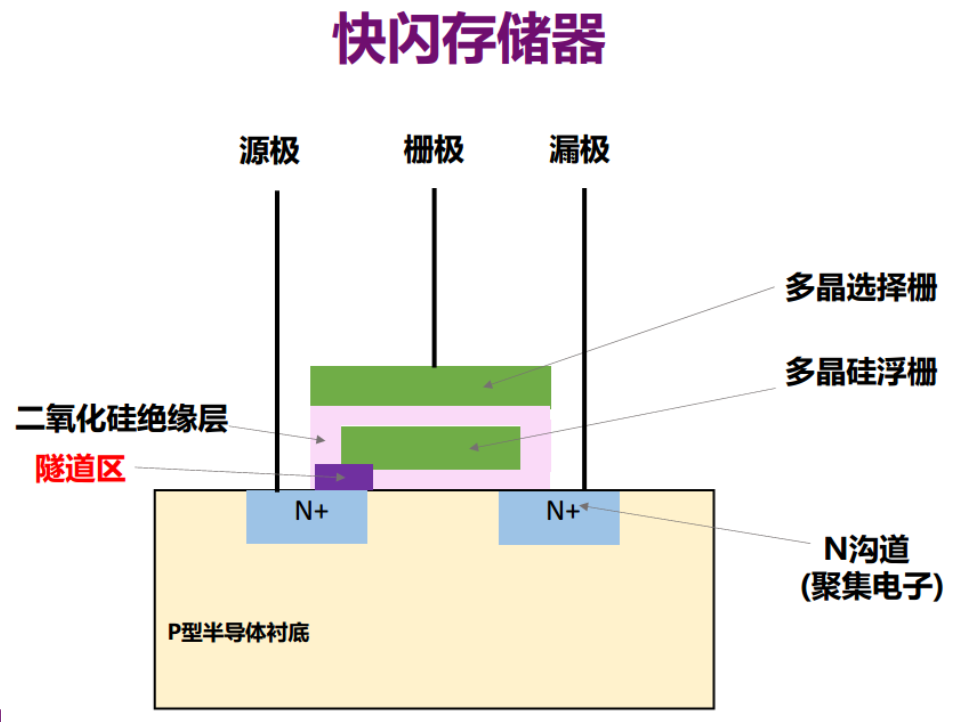 快闪存储器
源极
栅极
漏极
多晶选择栅
多晶硅浮栅
二氧化硅绝缘层
隧道区
N+
N+
N沟道
(聚集电子)
P型半导体衬底